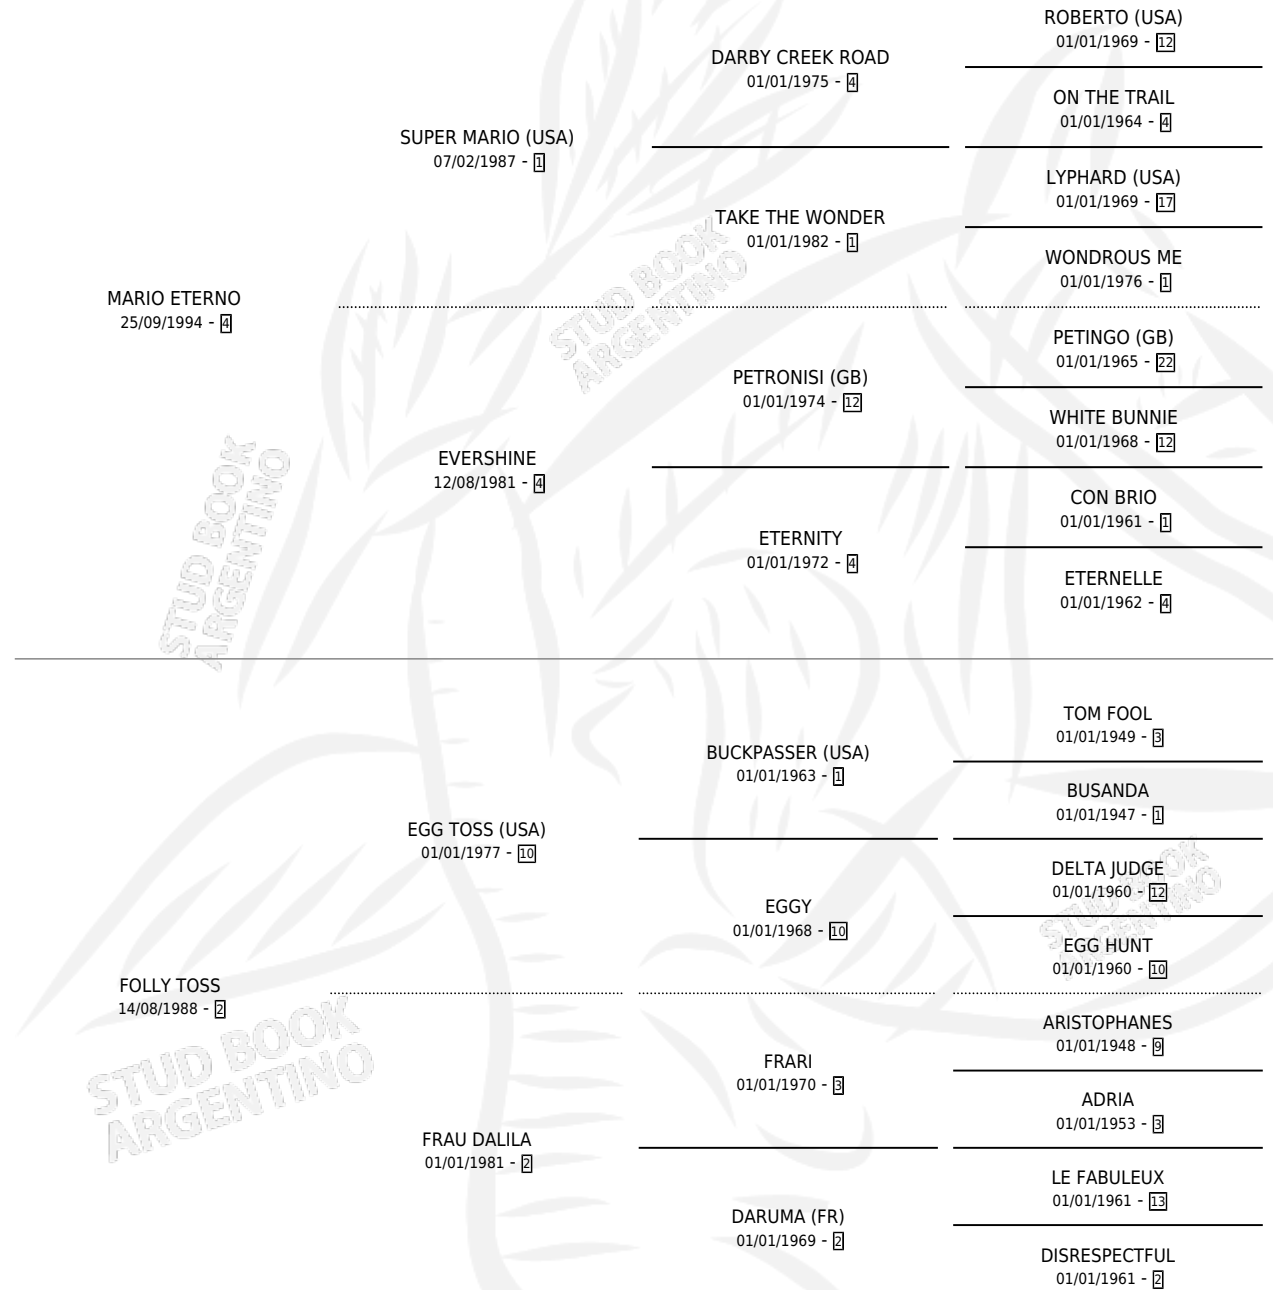 ROBERTO (USA)
01/01/1969 - 12
DARBY CREEK ROAD
01/01/1975 - 4
ON THE TRAIL
01/01/1964 - 4
SUPER MARIO (USA)
07/02/1987 - 1
LYPHARD (USA)
01/01/1969 - 17
TAKE THE WONDER
01/01/1982 - 1
WONDROUS ME
01/01/1976 - 1
MARIO ETERNO
25/09/1994 - 4
STUD BOOK
ARGENTINO
PETINGO (GB)
01/01/1965 - 22
PETRONISI (GB)
01/01/1974 - 12
WHITE BUNNIE
01/01/1968 - 12
EVERSHINE
12/08/1981 - 4
CON BRIO
01/01/1961 - 1
STUD BOOK
ARGENTINO
ETERNITY
01/01/1972 - 4
ETERNELLE
01/01/1962 - 4
TOM FOOL
01/01/1949 - 3
BUCKPASSER (USA)
01/01/1963 - 1
BUSANDA
01/01/1947 - 1
EGG TOSS (USA)
01/01/1977 - 10
DELTA JUDGE
01/01/1960 - 12
STUD BOOK
ARGENTINO
EGGY
01/01/1968 - 10
EGG HUNT
01/01/1960 - 10
FOLLY TOSS
14/08/1988 - 2
STUD BOOK
ARGENTINO
ARISTOPHANES
01/01/1948 - 9
FRARI
01/01/1970 - 3
ADRIA
01/01/1953 - 3
FRAU DALILA
01/01/1981 - 2
LE FABULEUX
01/01/1961 - 13
DARUMA (FR)
01/01/1969 - 2
DISRESPECTFUL
01/01/1961 - 2